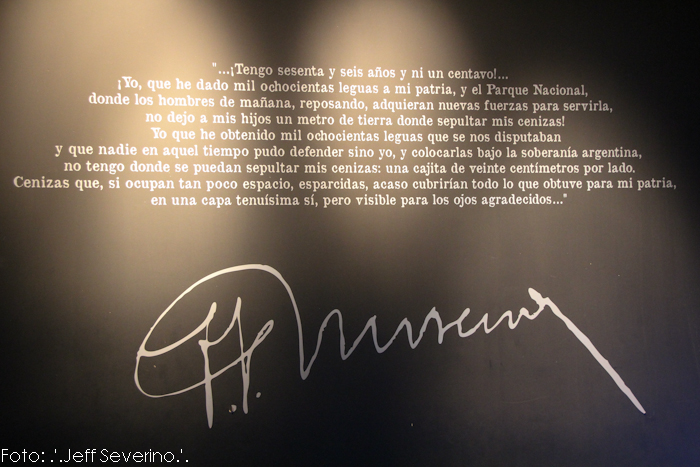 "...¡Tengo sesenta y seis años y ni un centavo!...
¡Yo, que he dado mil ochocientas leguas a mi patria, y el Parque Nacional,
donde los hombres de mañana, reposando, adquieran nuevas fuerzas para servirla,
no dejo a mis hijos un metro de tierra donde sepultar mis cenizas!
Yo que he obtenido mil ochocientas leguas que se nos disputaban
y que nadie en aquel tiempo pudo defender sino yo, y colocarlas bajo la soberanía argentina,
no tengo donde se puedan sepultar mis cenizas: una cajita de veinte centímetros por lado.
Cenizas que, si ocupan tan poco espacio, esparcidas, acaso cubrirían todo lo que obtuve para mi patria,
en una capa tenuísima sí, pero visible para los ojos agradecidos..."
Moreno
Foto: .'.Jeff Severino.'.